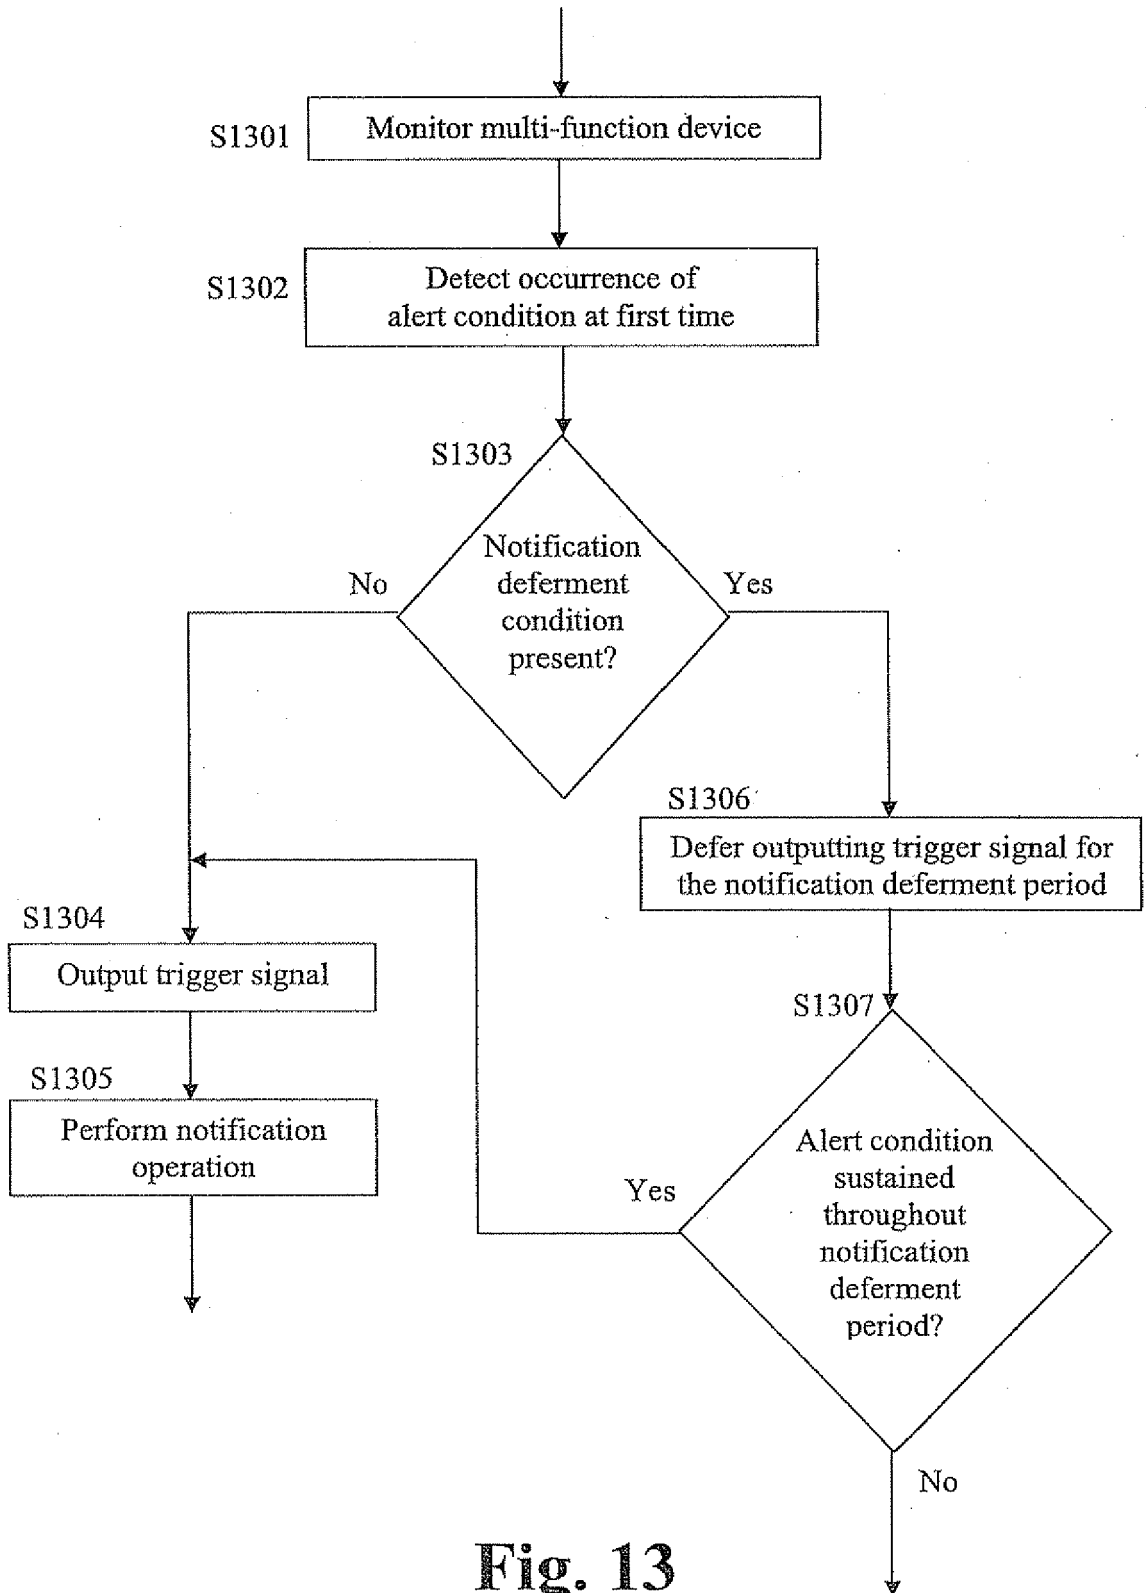 S1301
Monitor multi-function device
S1302
Detect occurrence of
alert condition at first time
S1303
Notification
deferment
condition
present?
No
Yes
S1306
Defer outputting trigger signal for
the notification deferment period
S1304
Output trigger signal
S1305
Perform notification
operation
S1307
Alert condition
sustained
throughout
notification
deferment
period?
Yes
No
Fig. 13